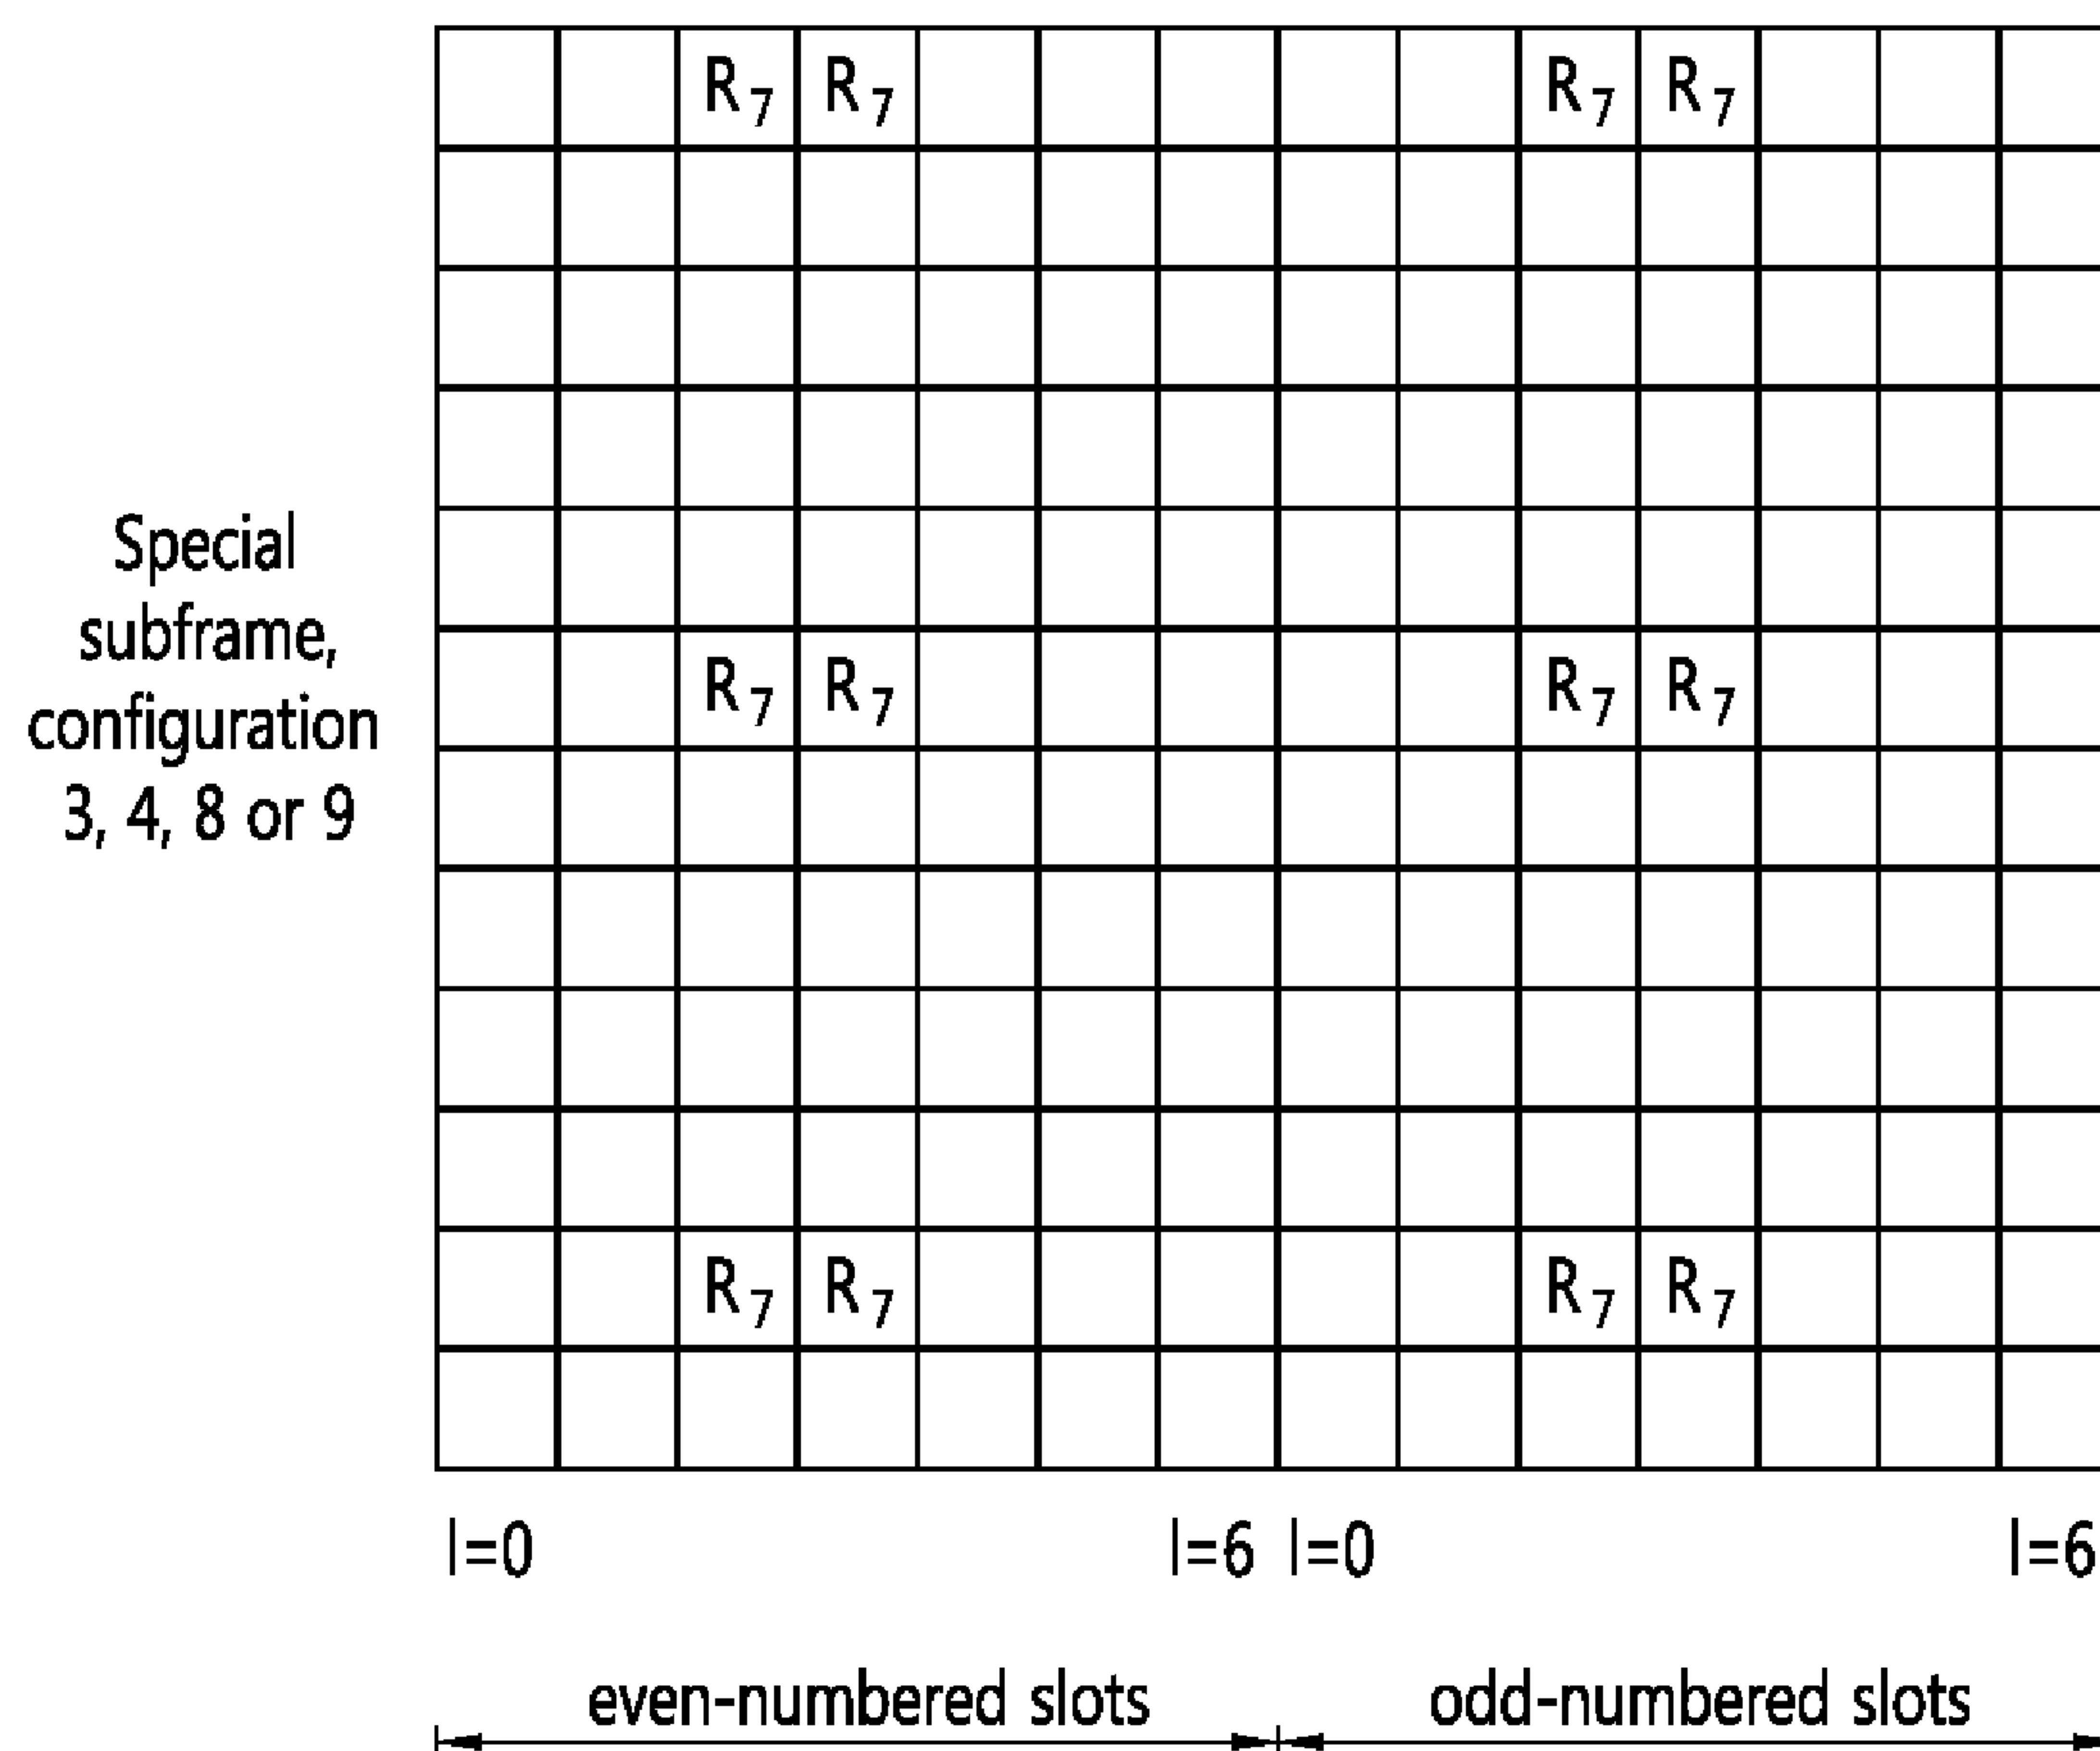 R7 R7 R7 R7
Special
subframe,
configuration
3, 4, 8 or 9
R7 R7 R7 R7
R7 R7 R7 R7
l=0 l=6 l=0 l=6
even-numbered slots odd-numbered slots